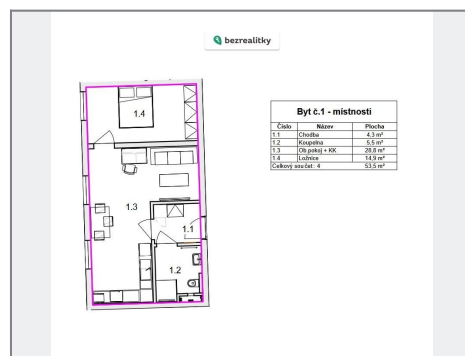 bezrealitky
Byt č.1 - místnosti
Číslo Název Plocha
1.1 Chodba 4,3 m²
1.2 Koupelna 5,5 m²
1.3 Ob.pokoj + KK 28,8 m²
1.4 Ložnice 14,9 m²
Celkový součet: 4 53,5 m²
1.4
1.3
1.1
1.2